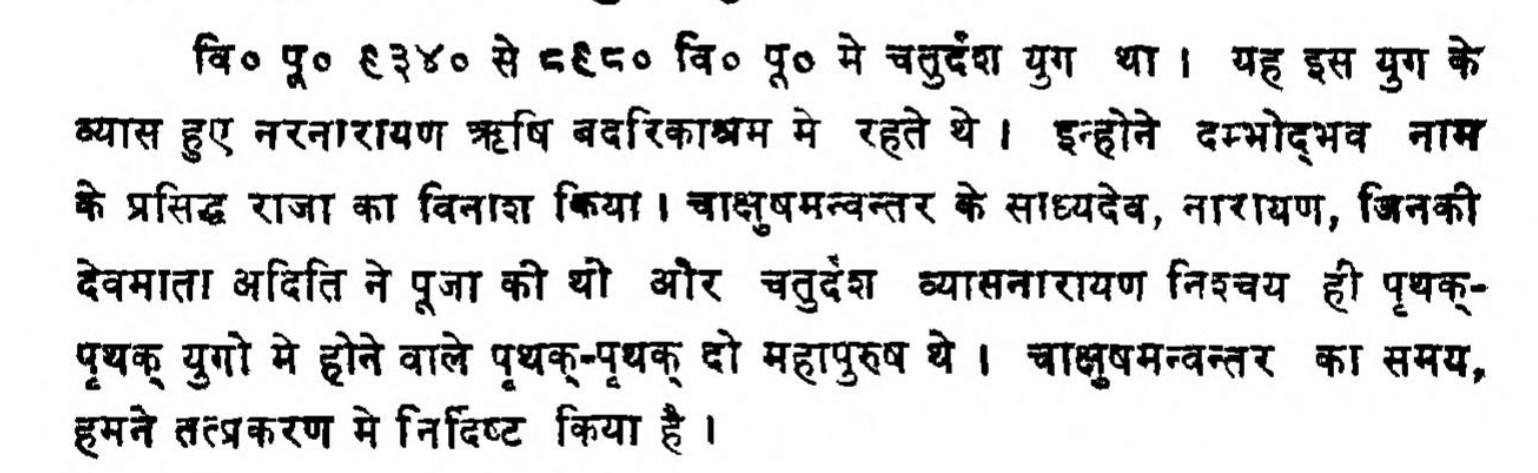 वि० पू० ९३४० से ८९८० वि० पू० मे चतुर्दश युग था । यह इस युग के
व्यास हुए नरनारायण ऋषि बदरिकाश्रम मे रहते थे । इन्होने दम्भोद्‌भव नाम
के प्रसिद्ध राजा का विनाश किया । चाक्षुषमन्वन्तर के साध्यदेव, नारायण, जिनकी
देवमाता अदिति ने पूजा की थी और चतुर्दश व्यासनारायण निश्चय ही पृथक्-
पृथक् युगो मे होने वाले पृथक्-पृथक् दो महापुरुष थे । चाक्षुषमन्वन्तर का समय,
हमने तत्प्रकरण मे निर्दिष्ट किया है ।